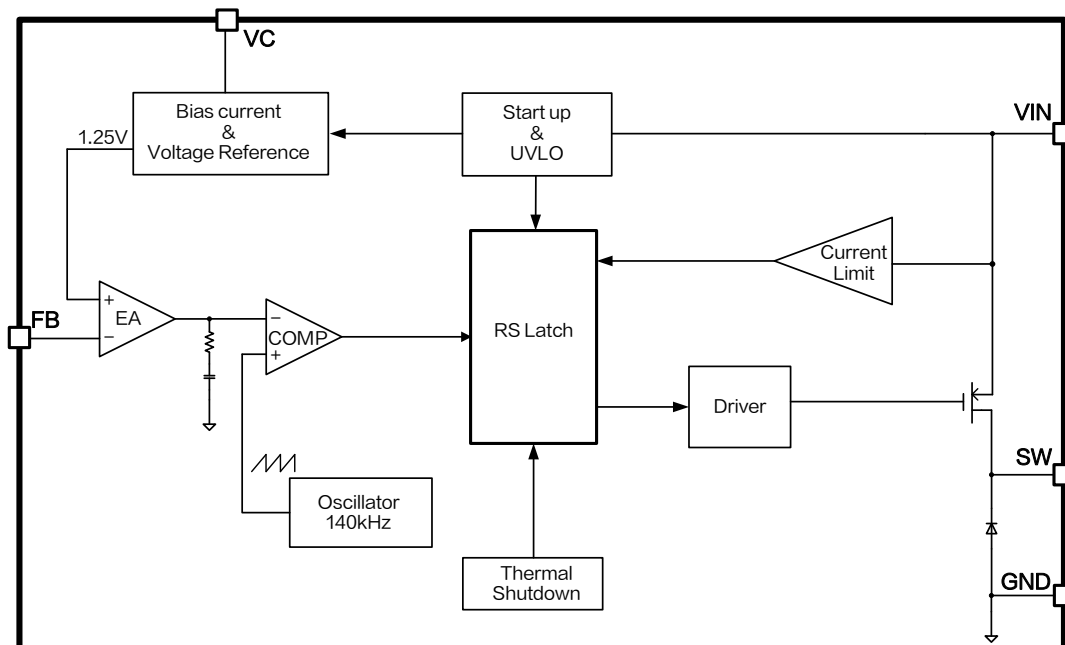 VC
Bias current
&
Voltage Reference
Start up
&
UVLO
VIN
1.25V
Current
Limit
+
EA
−
FB
−
COMP
+
RS Latch
Driver
SW
Oscillator
140kHz
Thermal
Shutdown
GND